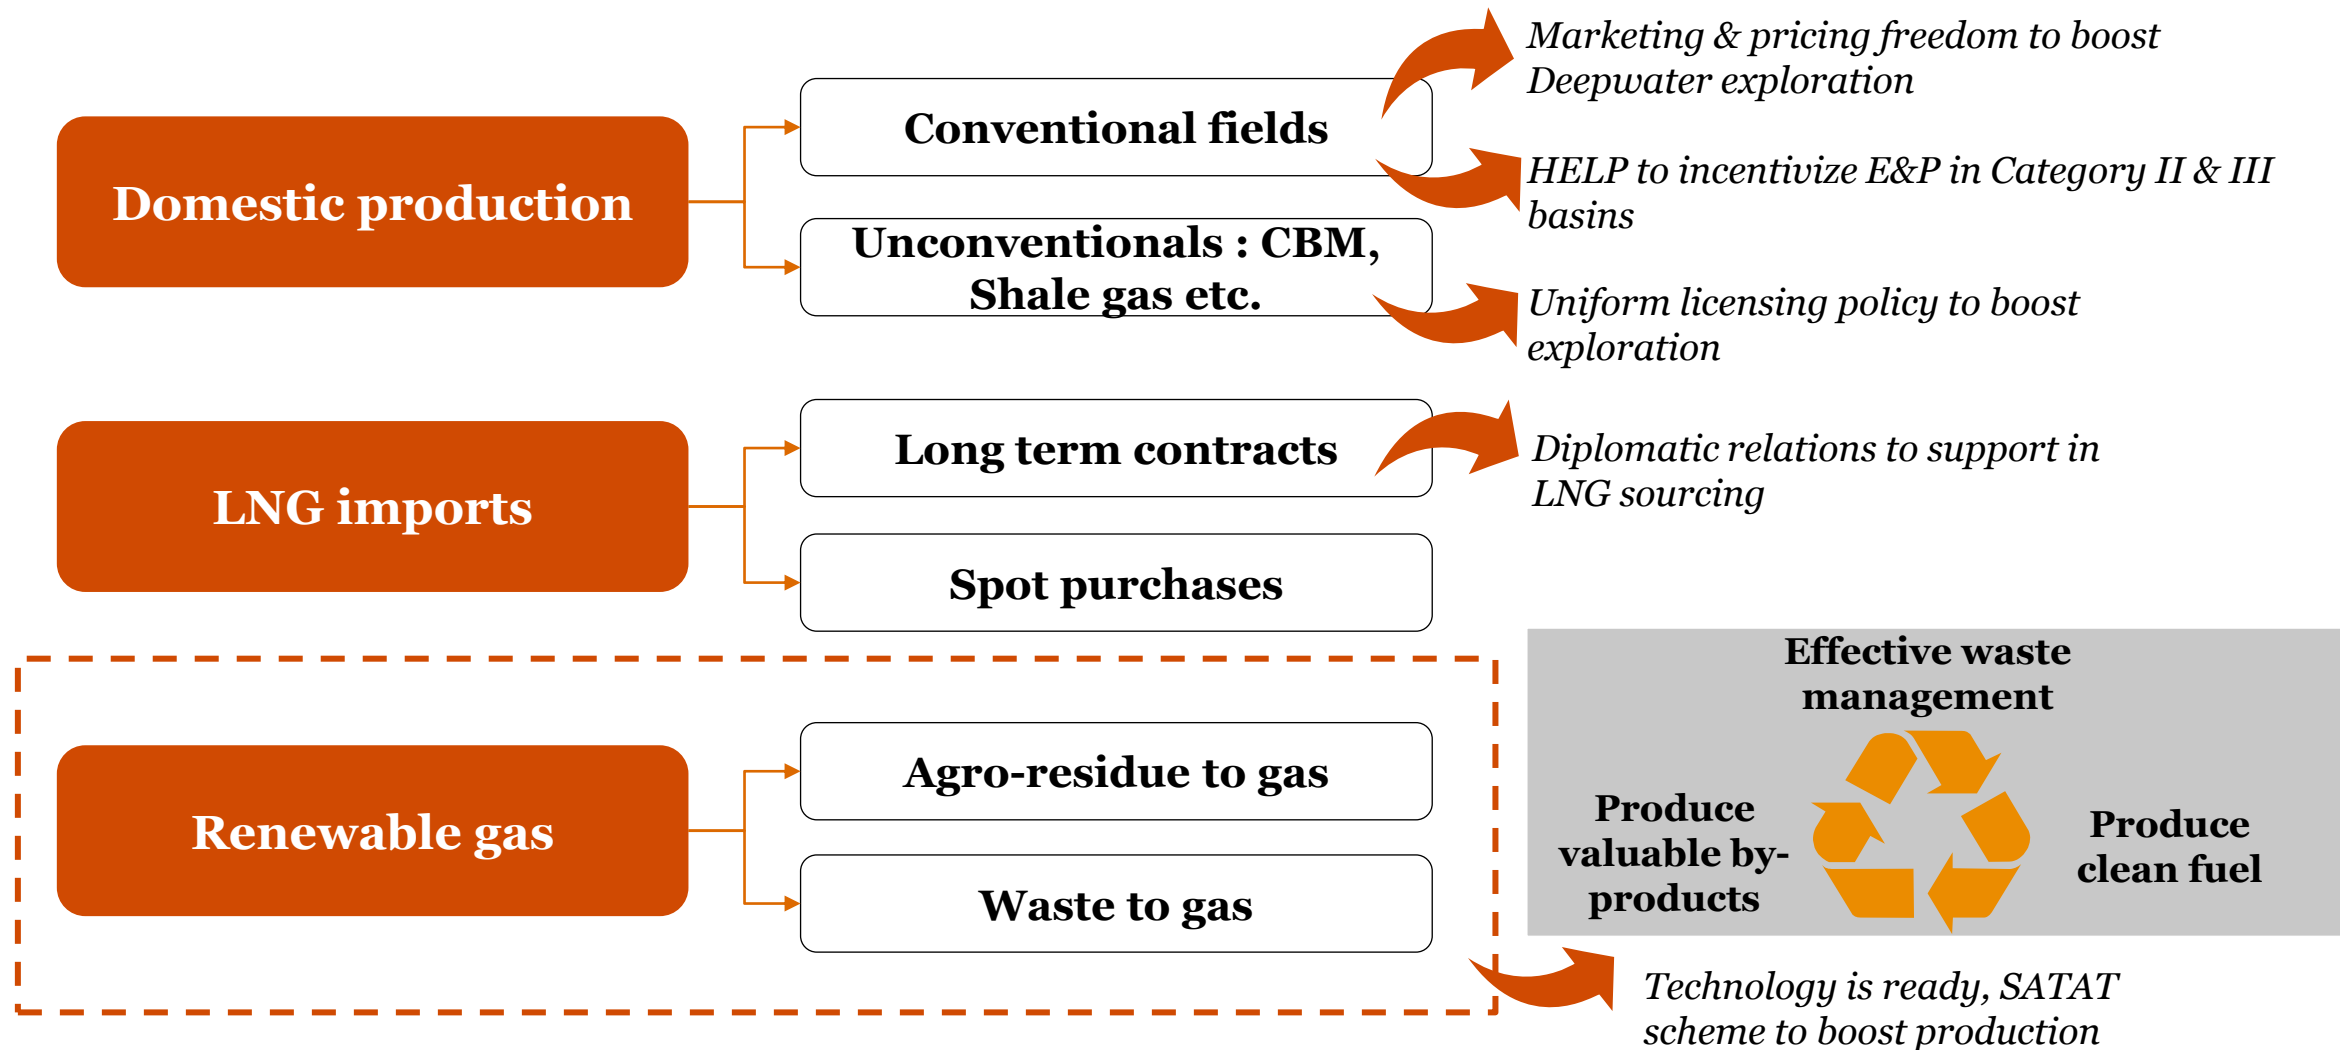 Domestic production
Conventional fields
Marketing & pricing freedom to boost
Deepwater exploration
HELP to incentivize E&P in Category II & III
basins
Unconventionals : CBM,
Shale gas etc.
Uniform licensing policy to boost
exploration
LNG imports
Long term contracts
Diplomatic relations to support in
LNG sourcing
Spot purchases
Renewable gas
Agro-residue to gas
Waste to gas
Effective waste
management
Produce
valuable by-
products
Produce
clean fuel
Technology is ready, SATAT
scheme to boost production